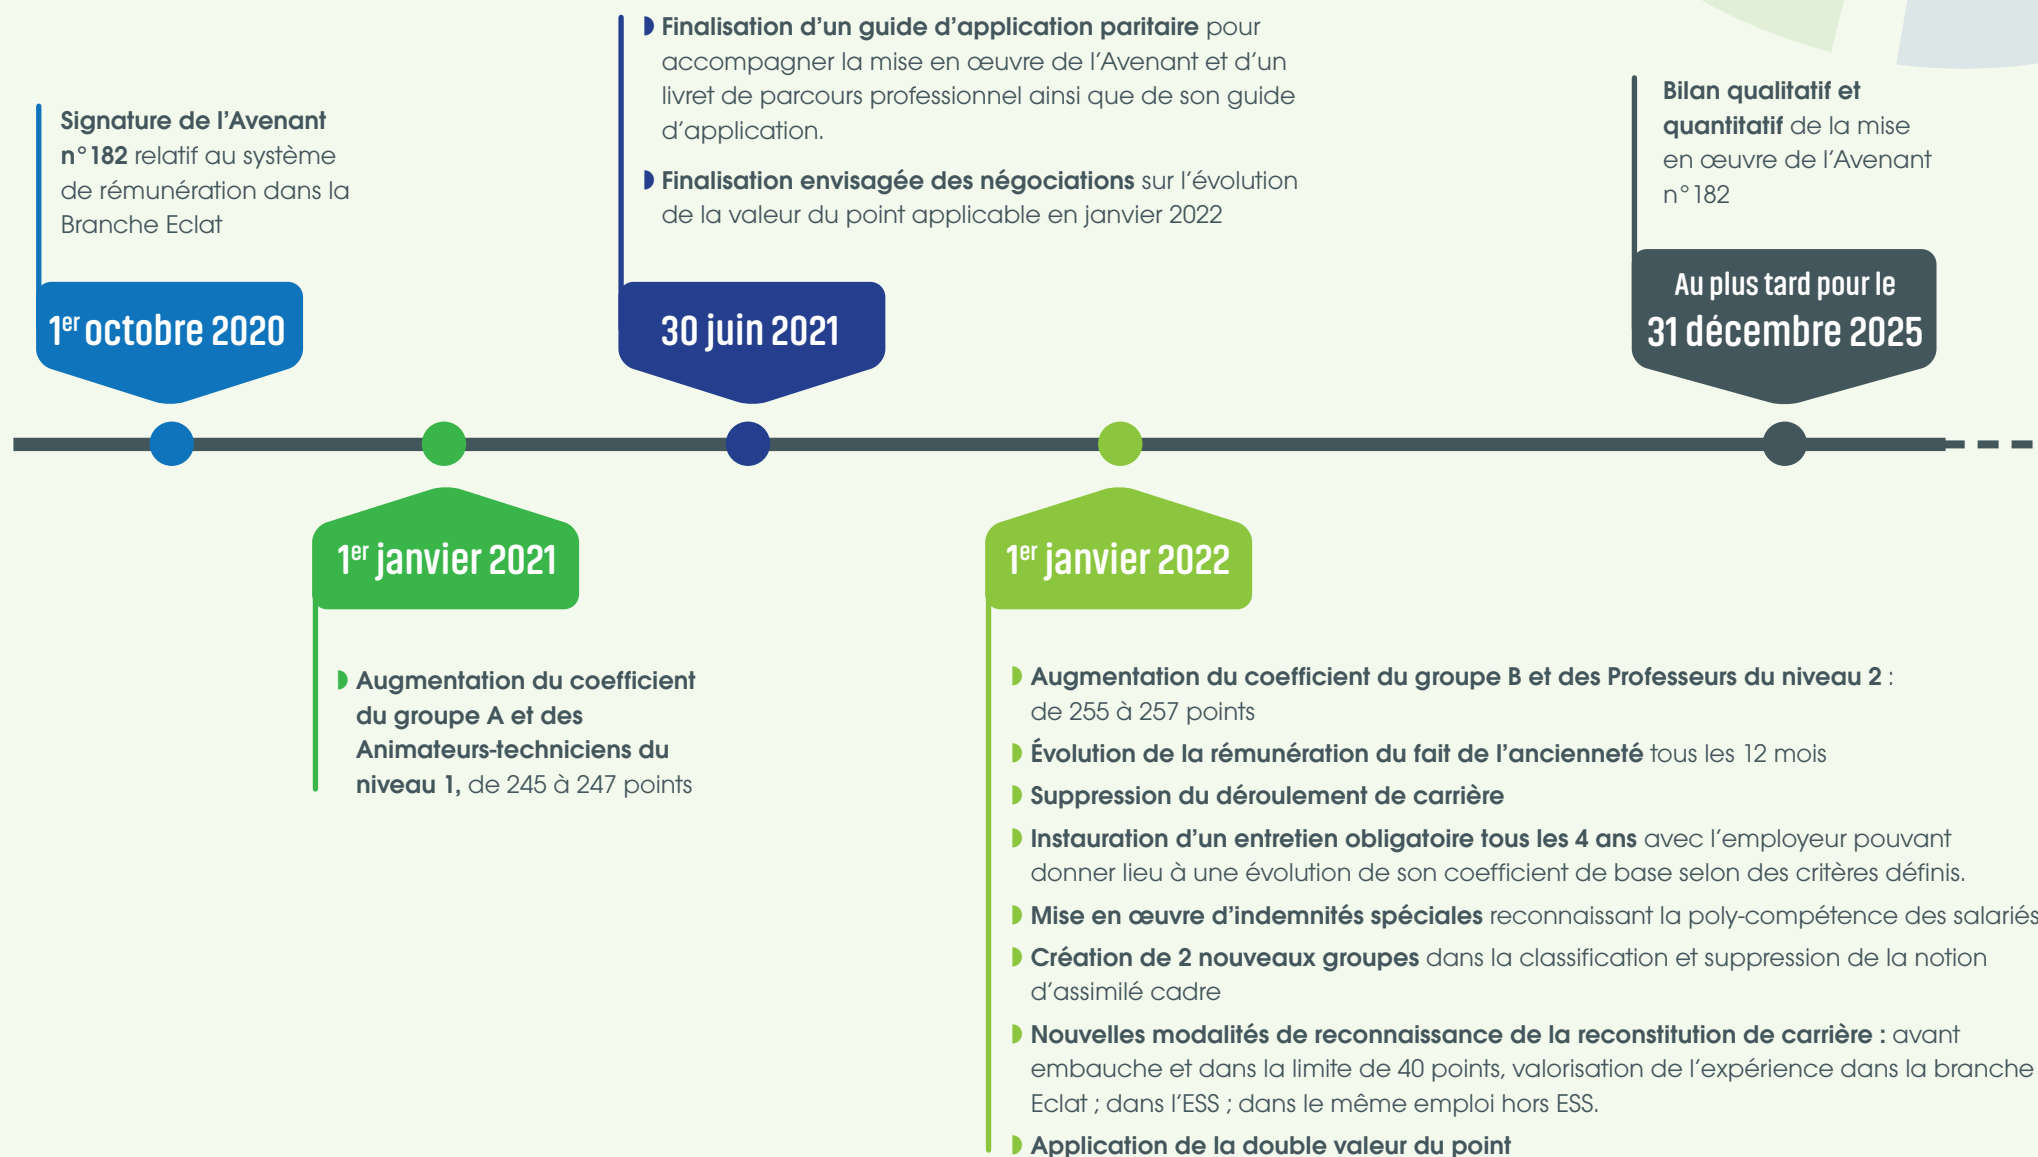 Signature de l'Avenant
n° 182 relatif au système
de rémunération dans la
Branche Eclat
1er octobre 2020
Augmentation du coefficient
du groupe A et des
Animateurs-techniciens du
niveau 1, de 245 à 247 points
1er janvier 2021
Finalisation d'un guide d'application paritaire pour
accompagner la mise en œuvre de l'Avenant et d'un
livret de parcours professionnel ainsi que de son guide
d'application.
Finalisation envisagée des négociations sur l'évolution
de la valeur du point applicable en janvier 2022
30 juin 2021
1er janvier 2022
Augmentation du coefficient du groupe B et des Professeurs du niveau 2 :
de 255 à 257 points
Évolution de la rémunération du fait de l'ancienneté tous les 12 mois
Suppression du déroulement de carrière
Instauration d'un entretien obligatoire tous les 4 ans avec l'employeur pouvant
donner lieu à une évolution de son coefficient de base selon des critères définis.
Mise en œuvre d'indemnités spéciales reconnaissant la poly-compétence des salariés
Création de 2 nouveaux groupes dans la classification et suppression de la notion
d'assimilé cadre
Nouvelles modalités de reconnaissance de la reconstitution de carrière : avant
embauche et dans la limite de 40 points, valorisation de l'expérience dans la branche
Eclat ; dans l'ESS ; dans le même emploi hors ESS.
Application de la double valeur du point
Bilan qualitatif et
quantitatif de la mise
en œuvre de l'Avenant
n° 182
Au plus tard pour le
31 décembre 2025